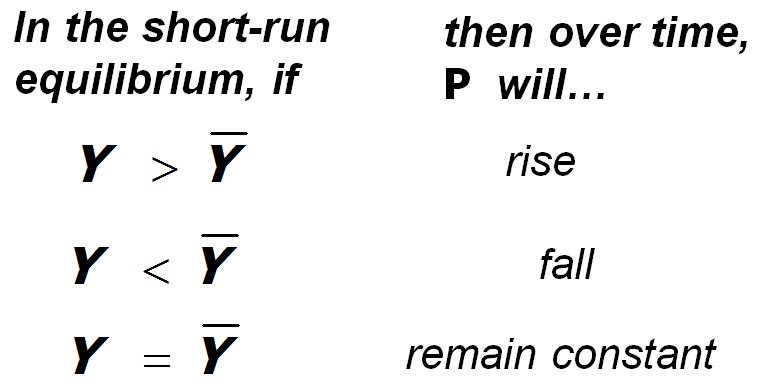 In the short-run then over time,
equilibrium, if P will...
Y > Y̅ rise
Y < Y̅ fall
Y = Y̅ remain constant